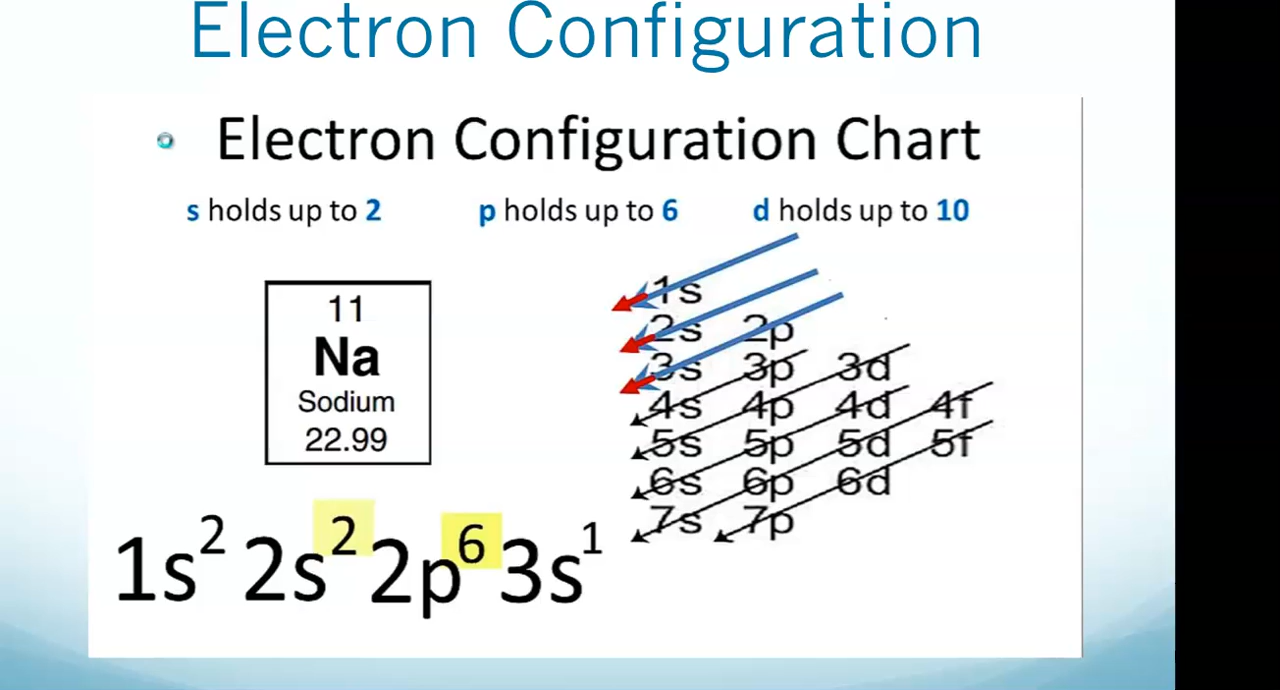 Electron Configuration
Electron Configuration Chart
s holds up to 2 p holds up to 6 d holds up to 10
11
Na
Sodium
22.99
1s
2s 2p
3s 3p 3d
4s 4p 4d 4f
5s 5p 5d 5f
6s 6p 6d
7s 7p
1s² 2s² 2p⁶ 3s¹